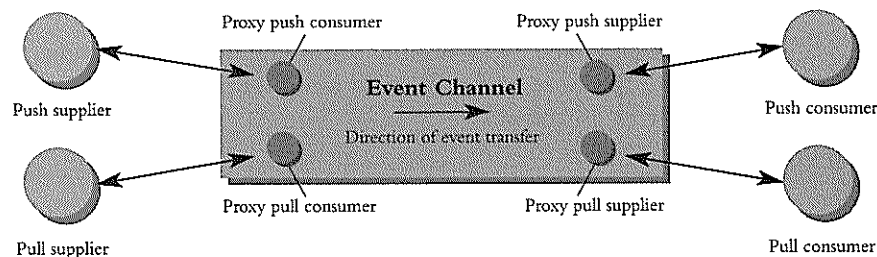 Proxy push consumer
Proxy push supplier
Event Channel
Push supplier
Push consumer
Direction of event transfer
Proxy pull consumer
Proxy pull supplier
Pull supplier
Pull consumer